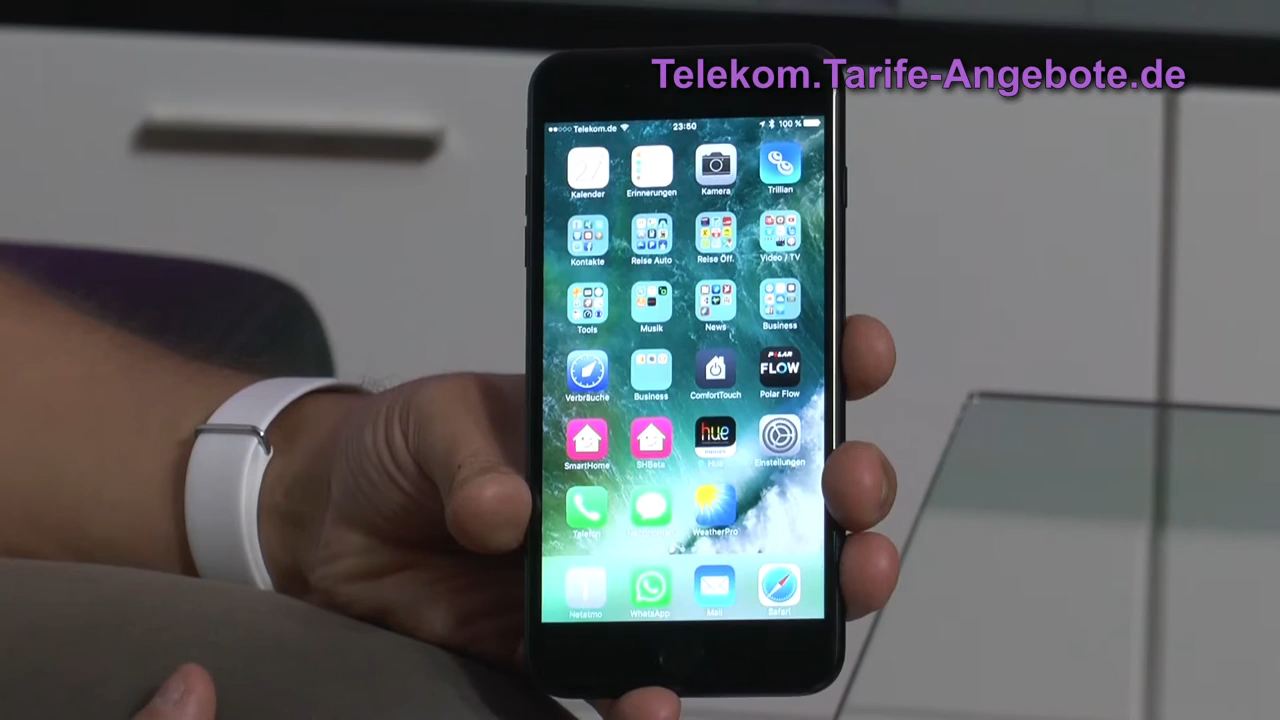 Telekom.Tarife-Angebote.de
Telekom.de 23:50 100 %
Kalender Erinnerungen Kamera Trillian
Kontakte Reise Auto Reise Öff. Video / TV
Tools Musik News Business
Verbräuche Business ComfortTouch Polar Flow
POLAR
FLOW
hue
SmartHome SHBeta Hue Einstellungen
Telefon WeatherPro
Netatmo WhatsApp Mail Safari